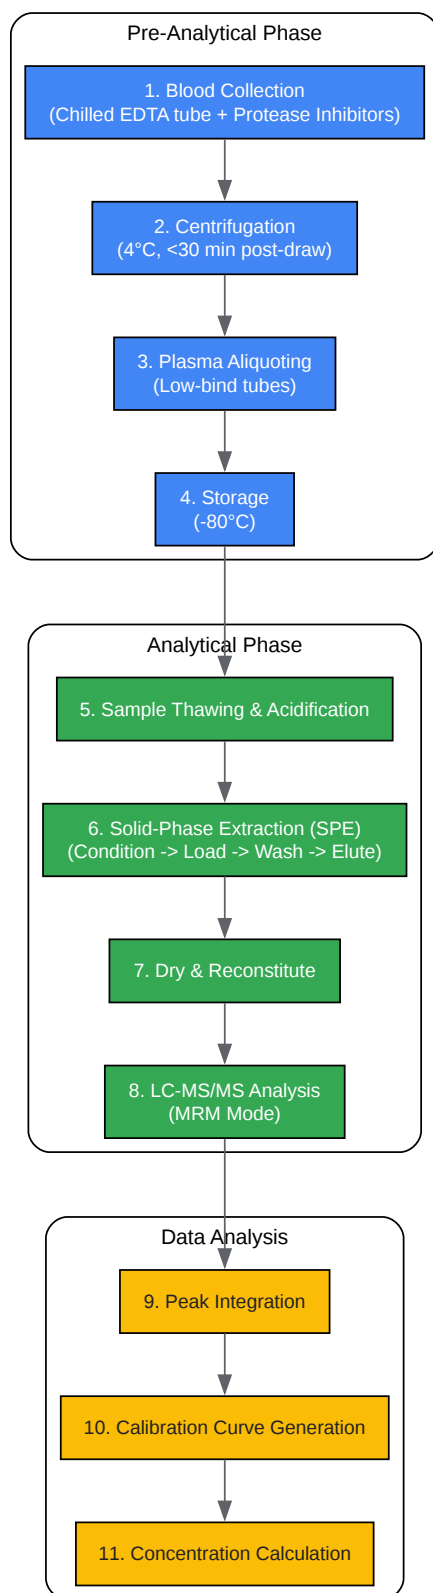 Pre-Analytical Phase
1. Blood Collection
(Chilled EDTA tube + Protease Inhibitors)
2. Centrifugation
(4°C, <30 min post-draw)
3. Plasma Aliquoting
(Low-bind tubes)
4. Storage
(-80°C)
Analytical Phase
5. Sample Thawing & Acidification
6. Solid-Phase Extraction (SPE)
(Condition -> Load -> Wash -> Elute)
7. Dry & Reconstitute
8. LC-MS/MS Analysis
(MRM Mode)
Data Analysis
9. Peak Integration
10. Calibration Curve Generation
11. Concentration Calculation